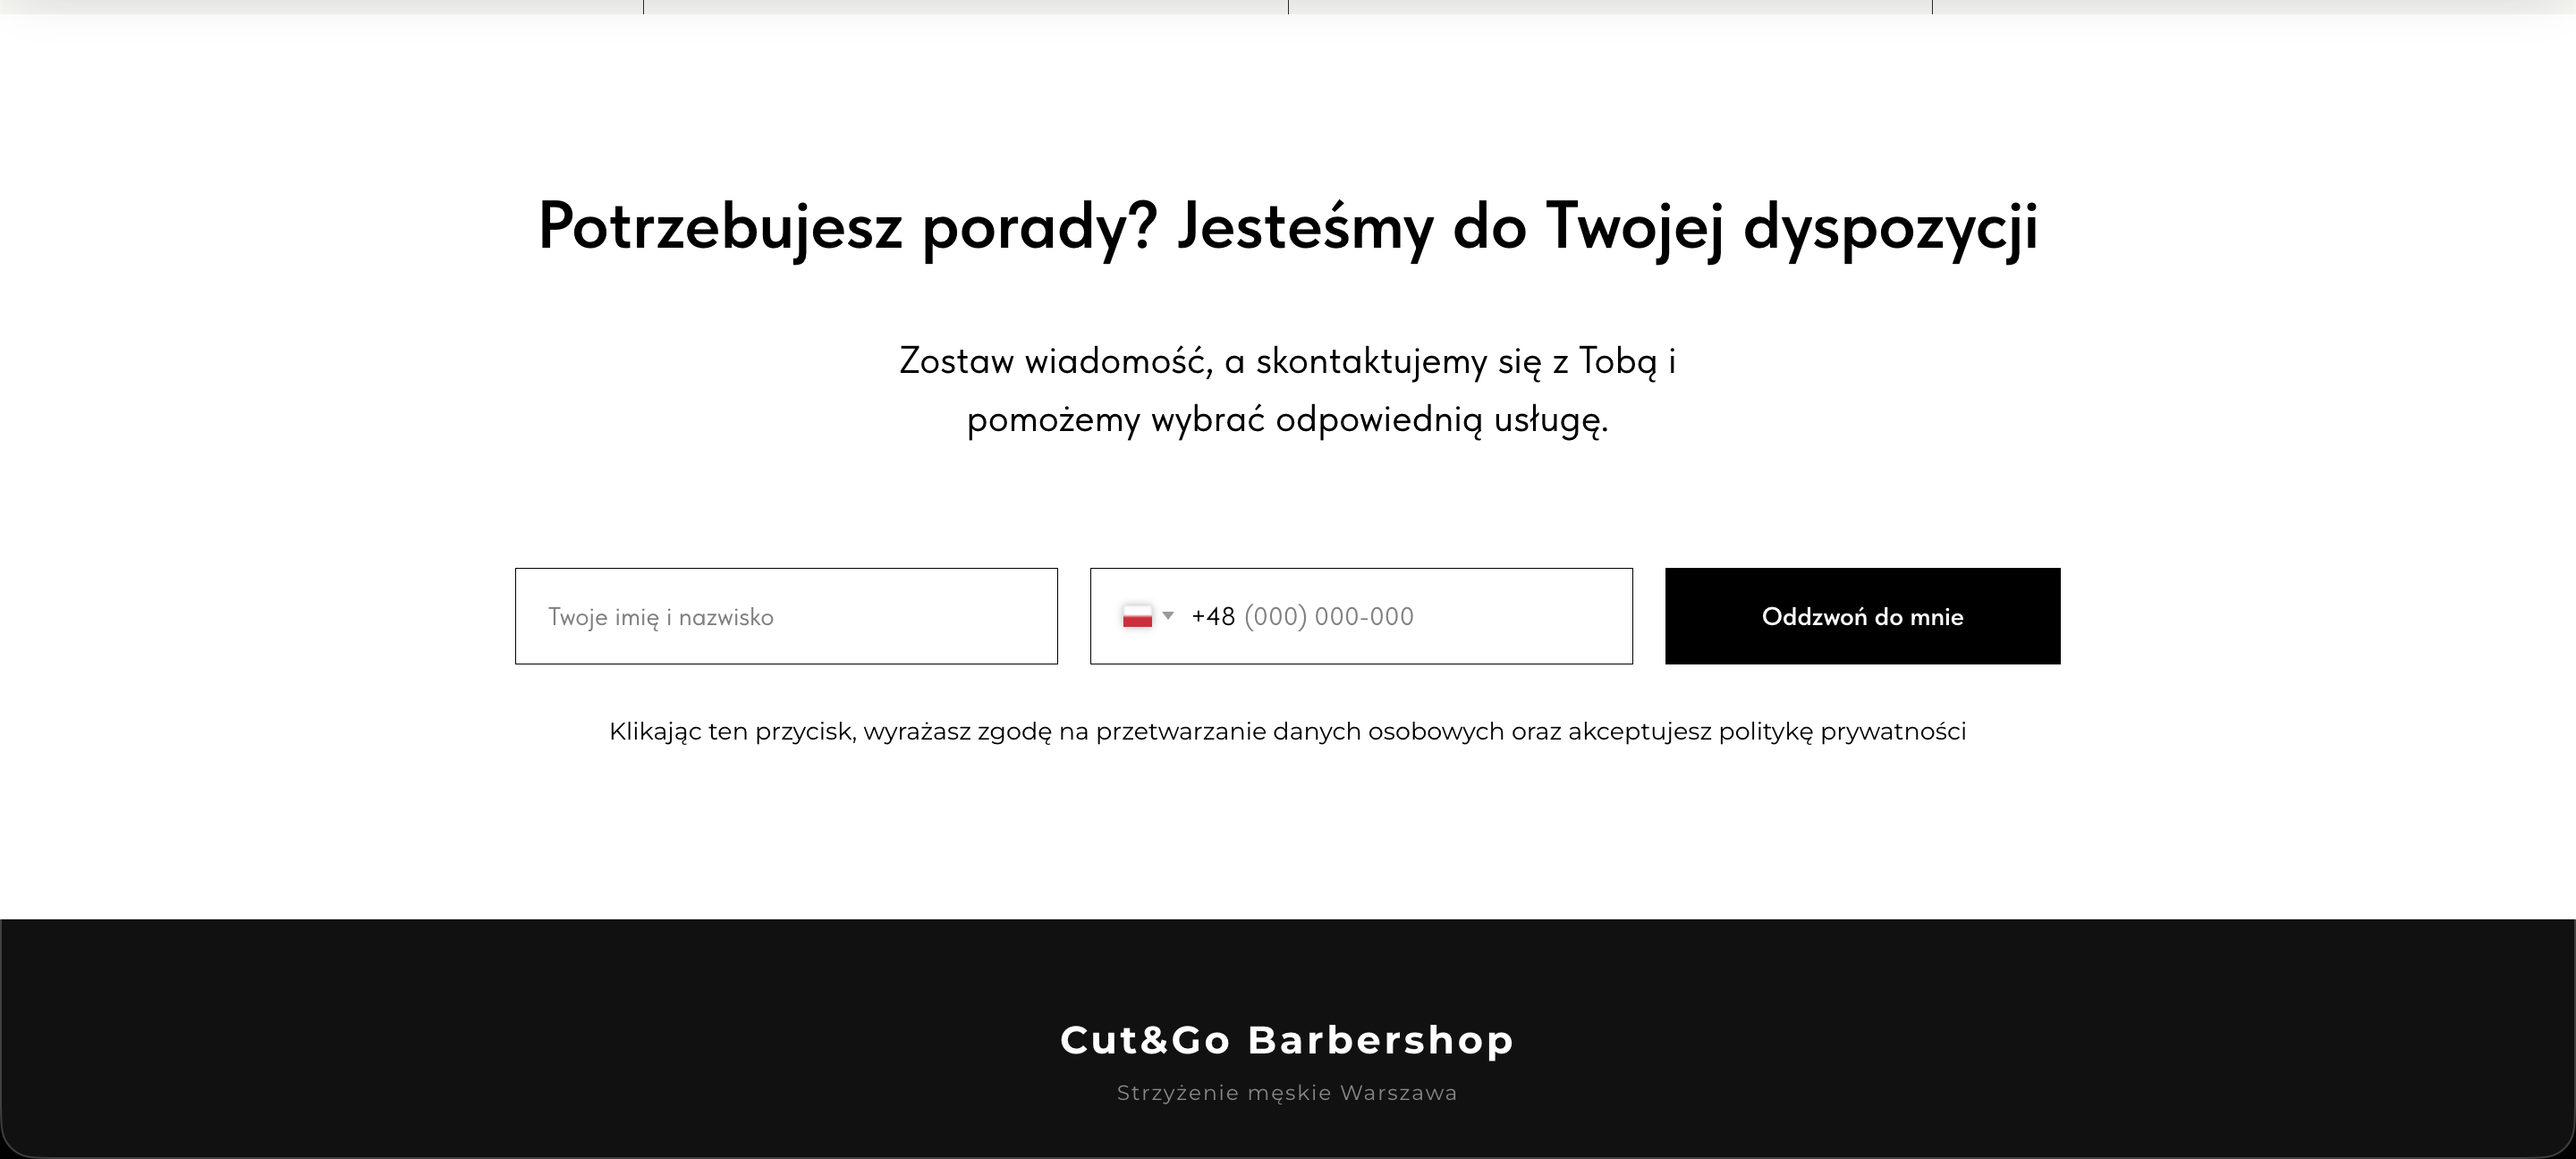 Potrzebujesz porady? Jesteśmy do Twojej dyspozycji
Zostaw wiadomość, a skontaktujemy się z Tobą i
pomożemy wybrać odpowiednią usługę.
Twoje imię i nazwisko
+48 (000) 000-000
Oddzwoń do mnie
Klikając ten przycisk, wyrażasz zgodę na przetwarzanie danych osobowych oraz akceptujesz politykę prywatności
Cut&Go Barbershop
Strzyżenie męskie Warszawa